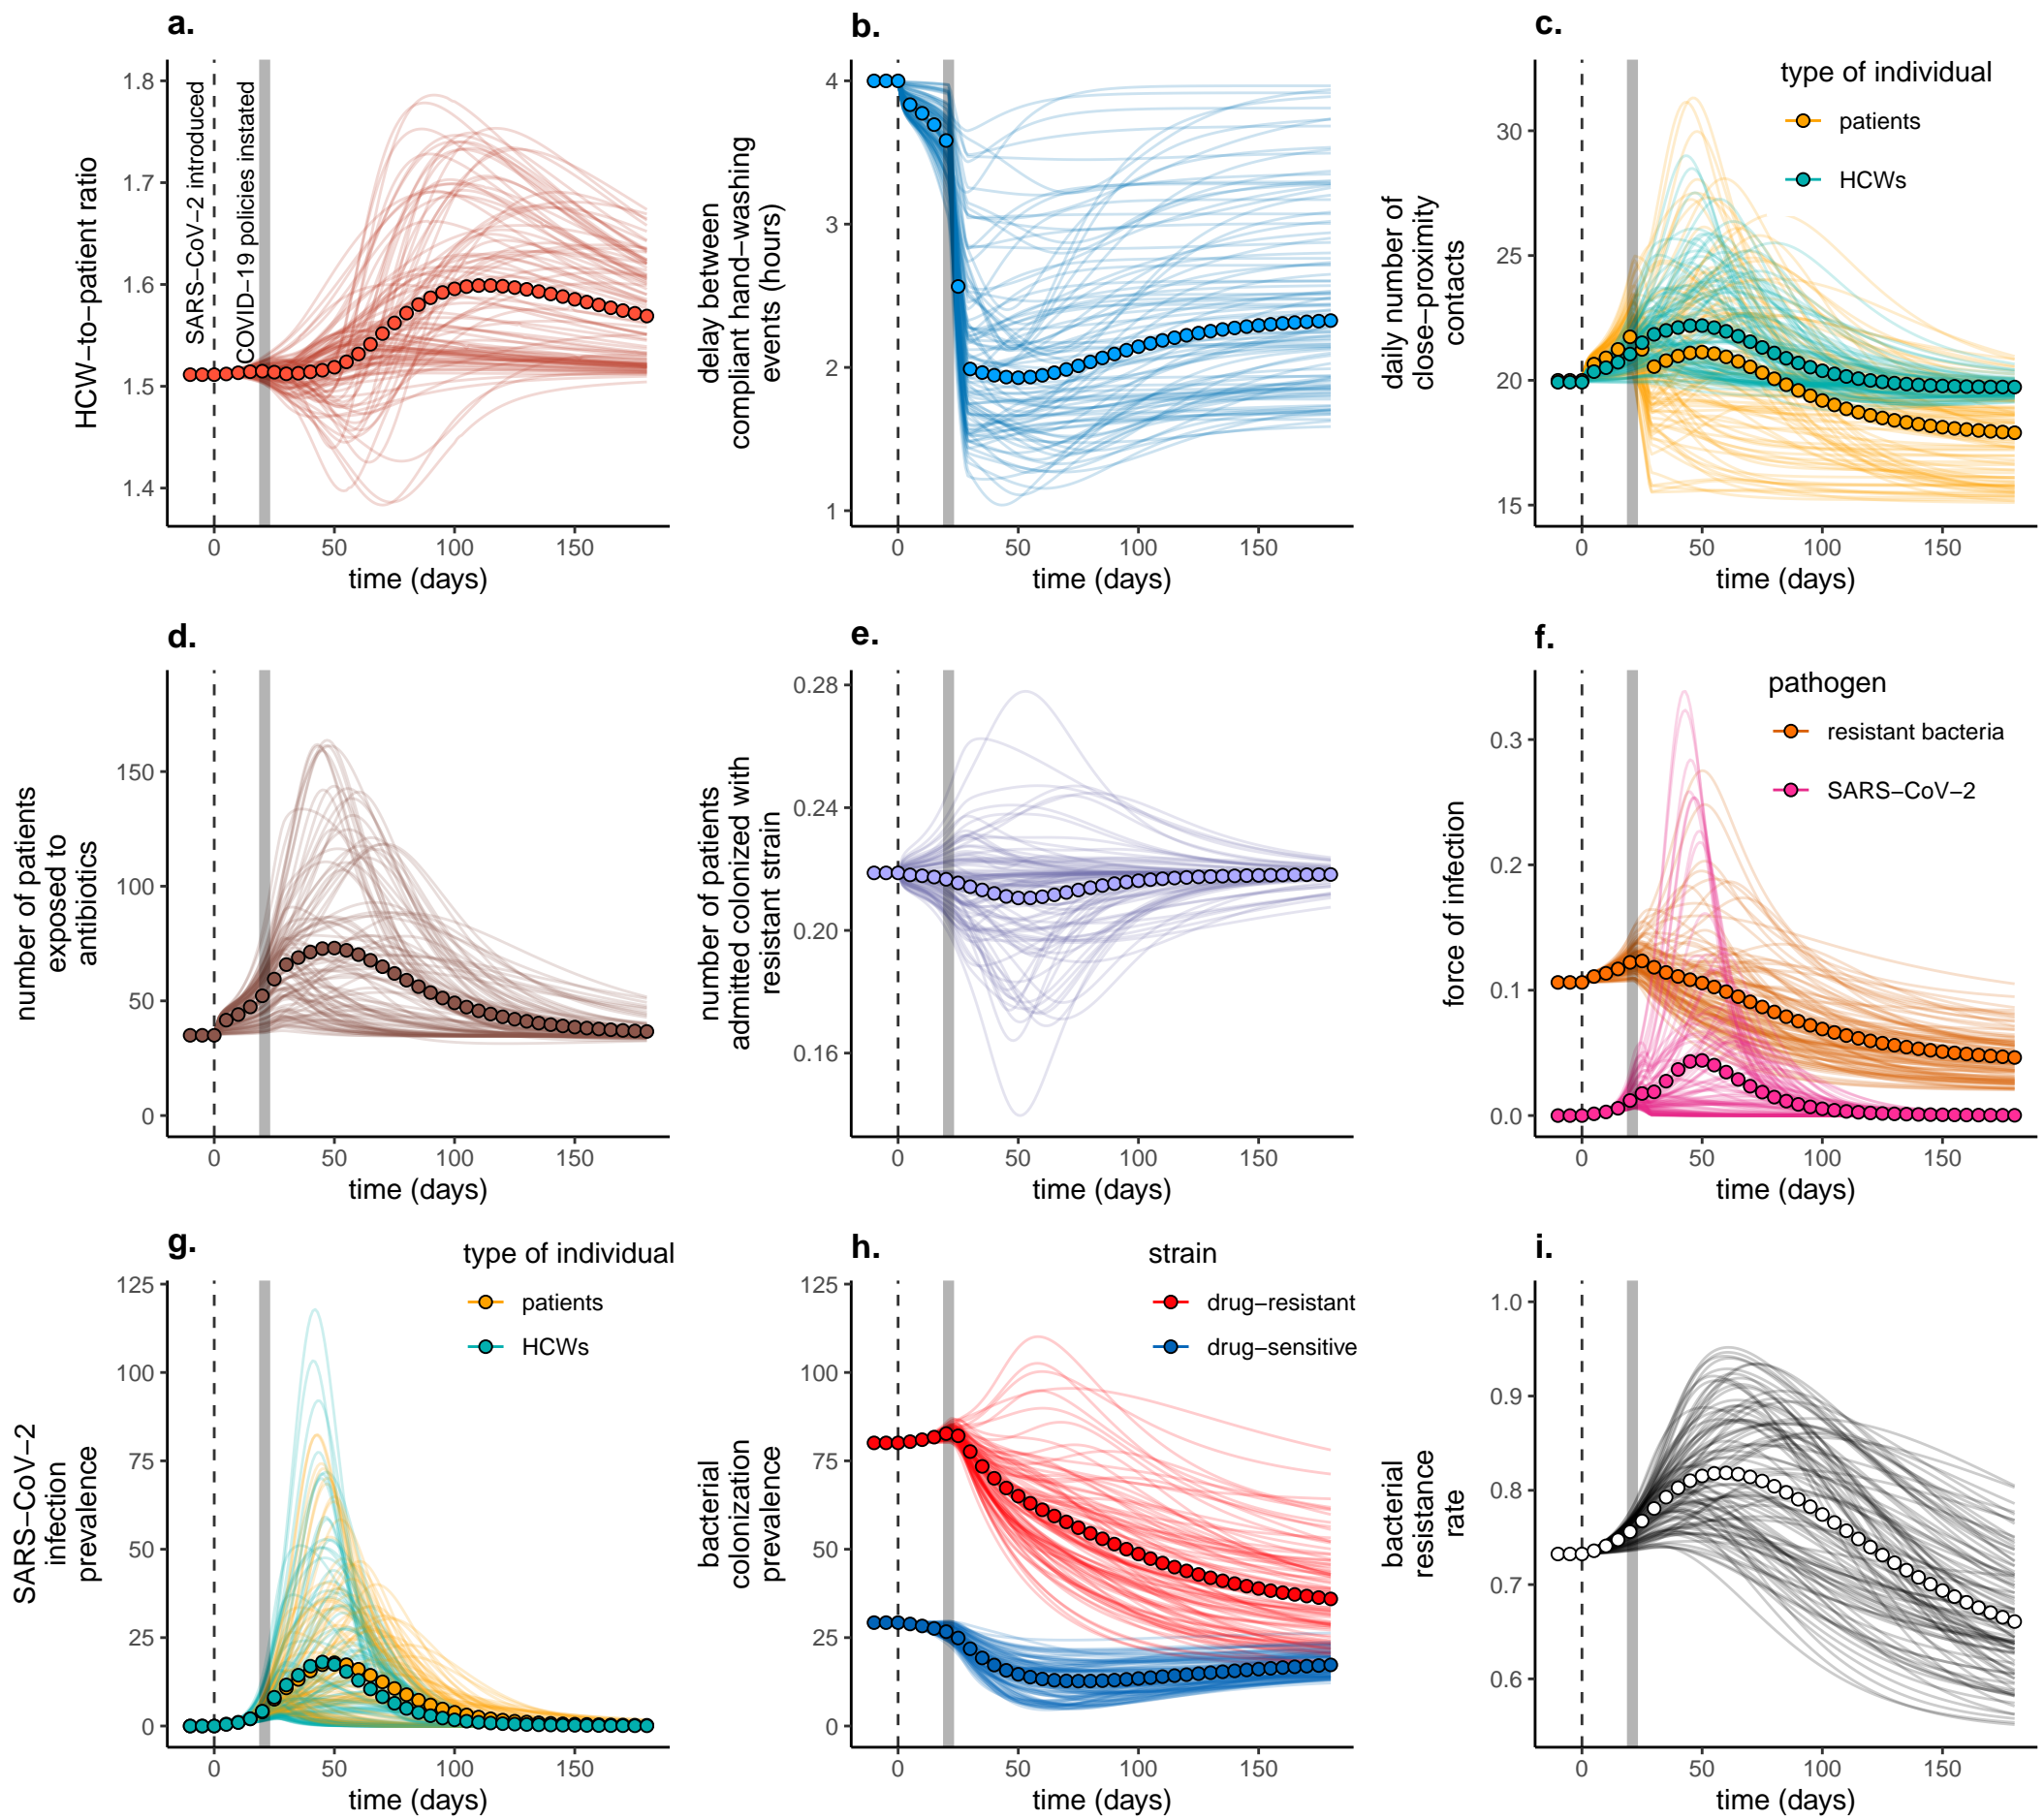 a.
HCW−to−patient ratio
1.8
1.7
1.6
1.5
1.4
SARS−CoV−2 introduced
COVID−19 policies instated
0
50
100
150
time (days)
b.
delay between
compliant hand−washing
events (hours)
4
3
2
1
0
50
100
150
time (days)
c.
daily number of
close−proximity
contacts
30
25
20
15
type of individual
patients
HCWs
0
50
100
150
time (days)
d.
number of patients
exposed to
antibiotics
150
100
50
0
0
50
100
150
time (days)
e.
number of patients
admitted colonized with
resistant strain
0.28
0.24
0.20
0.16
0
50
100
150
time (days)
f.
force of infection
0.3
0.2
0.1
0.0
pathogen
resistant bacteria
SARS−CoV−2
0
50
100
150
time (days)
g.
SARS−CoV−2
infection
prevalence
125
100
75
50
25
0
type of individual
patients
HCWs
0
50
100
150
time (days)
h.
bacterial
colonization
prevalence
125
100
75
50
25
0
strain
drug−resistant
drug−sensitive
0
50
100
150
time (days)
i.
bacterial
resistance
rate
1.0
0.9
0.8
0.7
0.6
0
50
100
150
time (days)